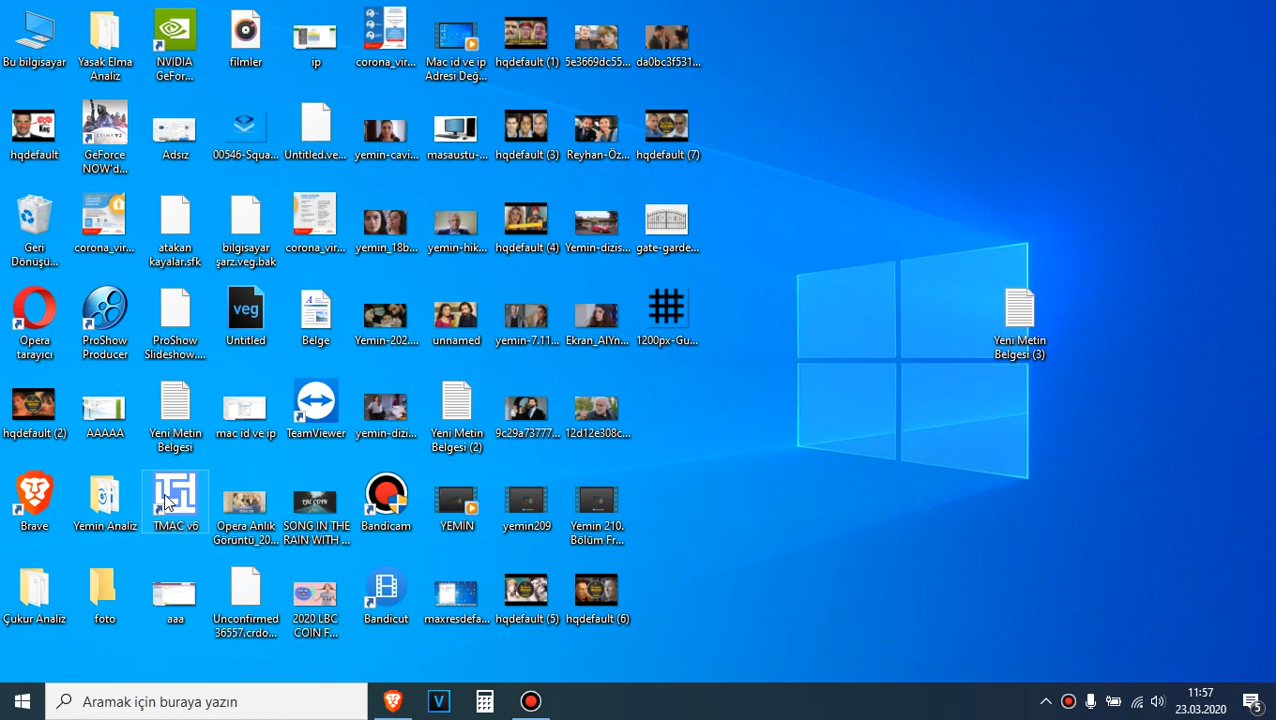 Bu bilgisayar
Yasak Elma
Analiz
NVIDIA
GeFor...
filmler
ip
corona_vir...
Mac id ve ip
Adresi Değ...
hqdefault (1)
5e3669dc55...
da0bc3f531...
hqdefault
GeForce
NOW'd...
Adsız
00546-Squa...
Untitled.ve...
yemin-cavi...
masaustu-...
hqdefault (3)
Reyhan-Öz...
hqdefault (7)
Geri
Dönüşü...
corona_vir...
atakan
kayalar.sfk
bilgisayar
şarz.veg.bak
corona_vir...
yemin_18b...
yemin-hik...
hqdefault (4)
Yemin-dizis...
gate-garde...
Opera
tarayıcı
ProShow
Producer
ProShow
Slideshow....
veg
Untitled
Belge
Yemin-202....
unnamed
yemin-7.11...
Ekran_AlYn...
1200px-Gu...
Yeni Metin
Belgesi (3)
hqdefault (2)
AAAAA
Yeni Metin
Belgesi
mac id ve ip
TeamViewer
yemin-dizi...
Yeni Metin
Belgesi (2)
9c29a73777...
12d12e308c...
Brave
Yemin Analiz
TMAC v6
Opera Anlık
Görüntü_20...
SONG IN THE
RAIN WITH ...
Bandicam
YEMİN
yemin209
Yemin 210.
Bölüm Fr...
Çukur Analiz
foto
aaa
Unconfirmed
36557.crdo...
2020 LBC
COIN F...
Bandicut
maxresdefa...
hqdefault (5)
hqdefault (6)
Aramak için buraya yazın
V
11:57
23.03.2020
5